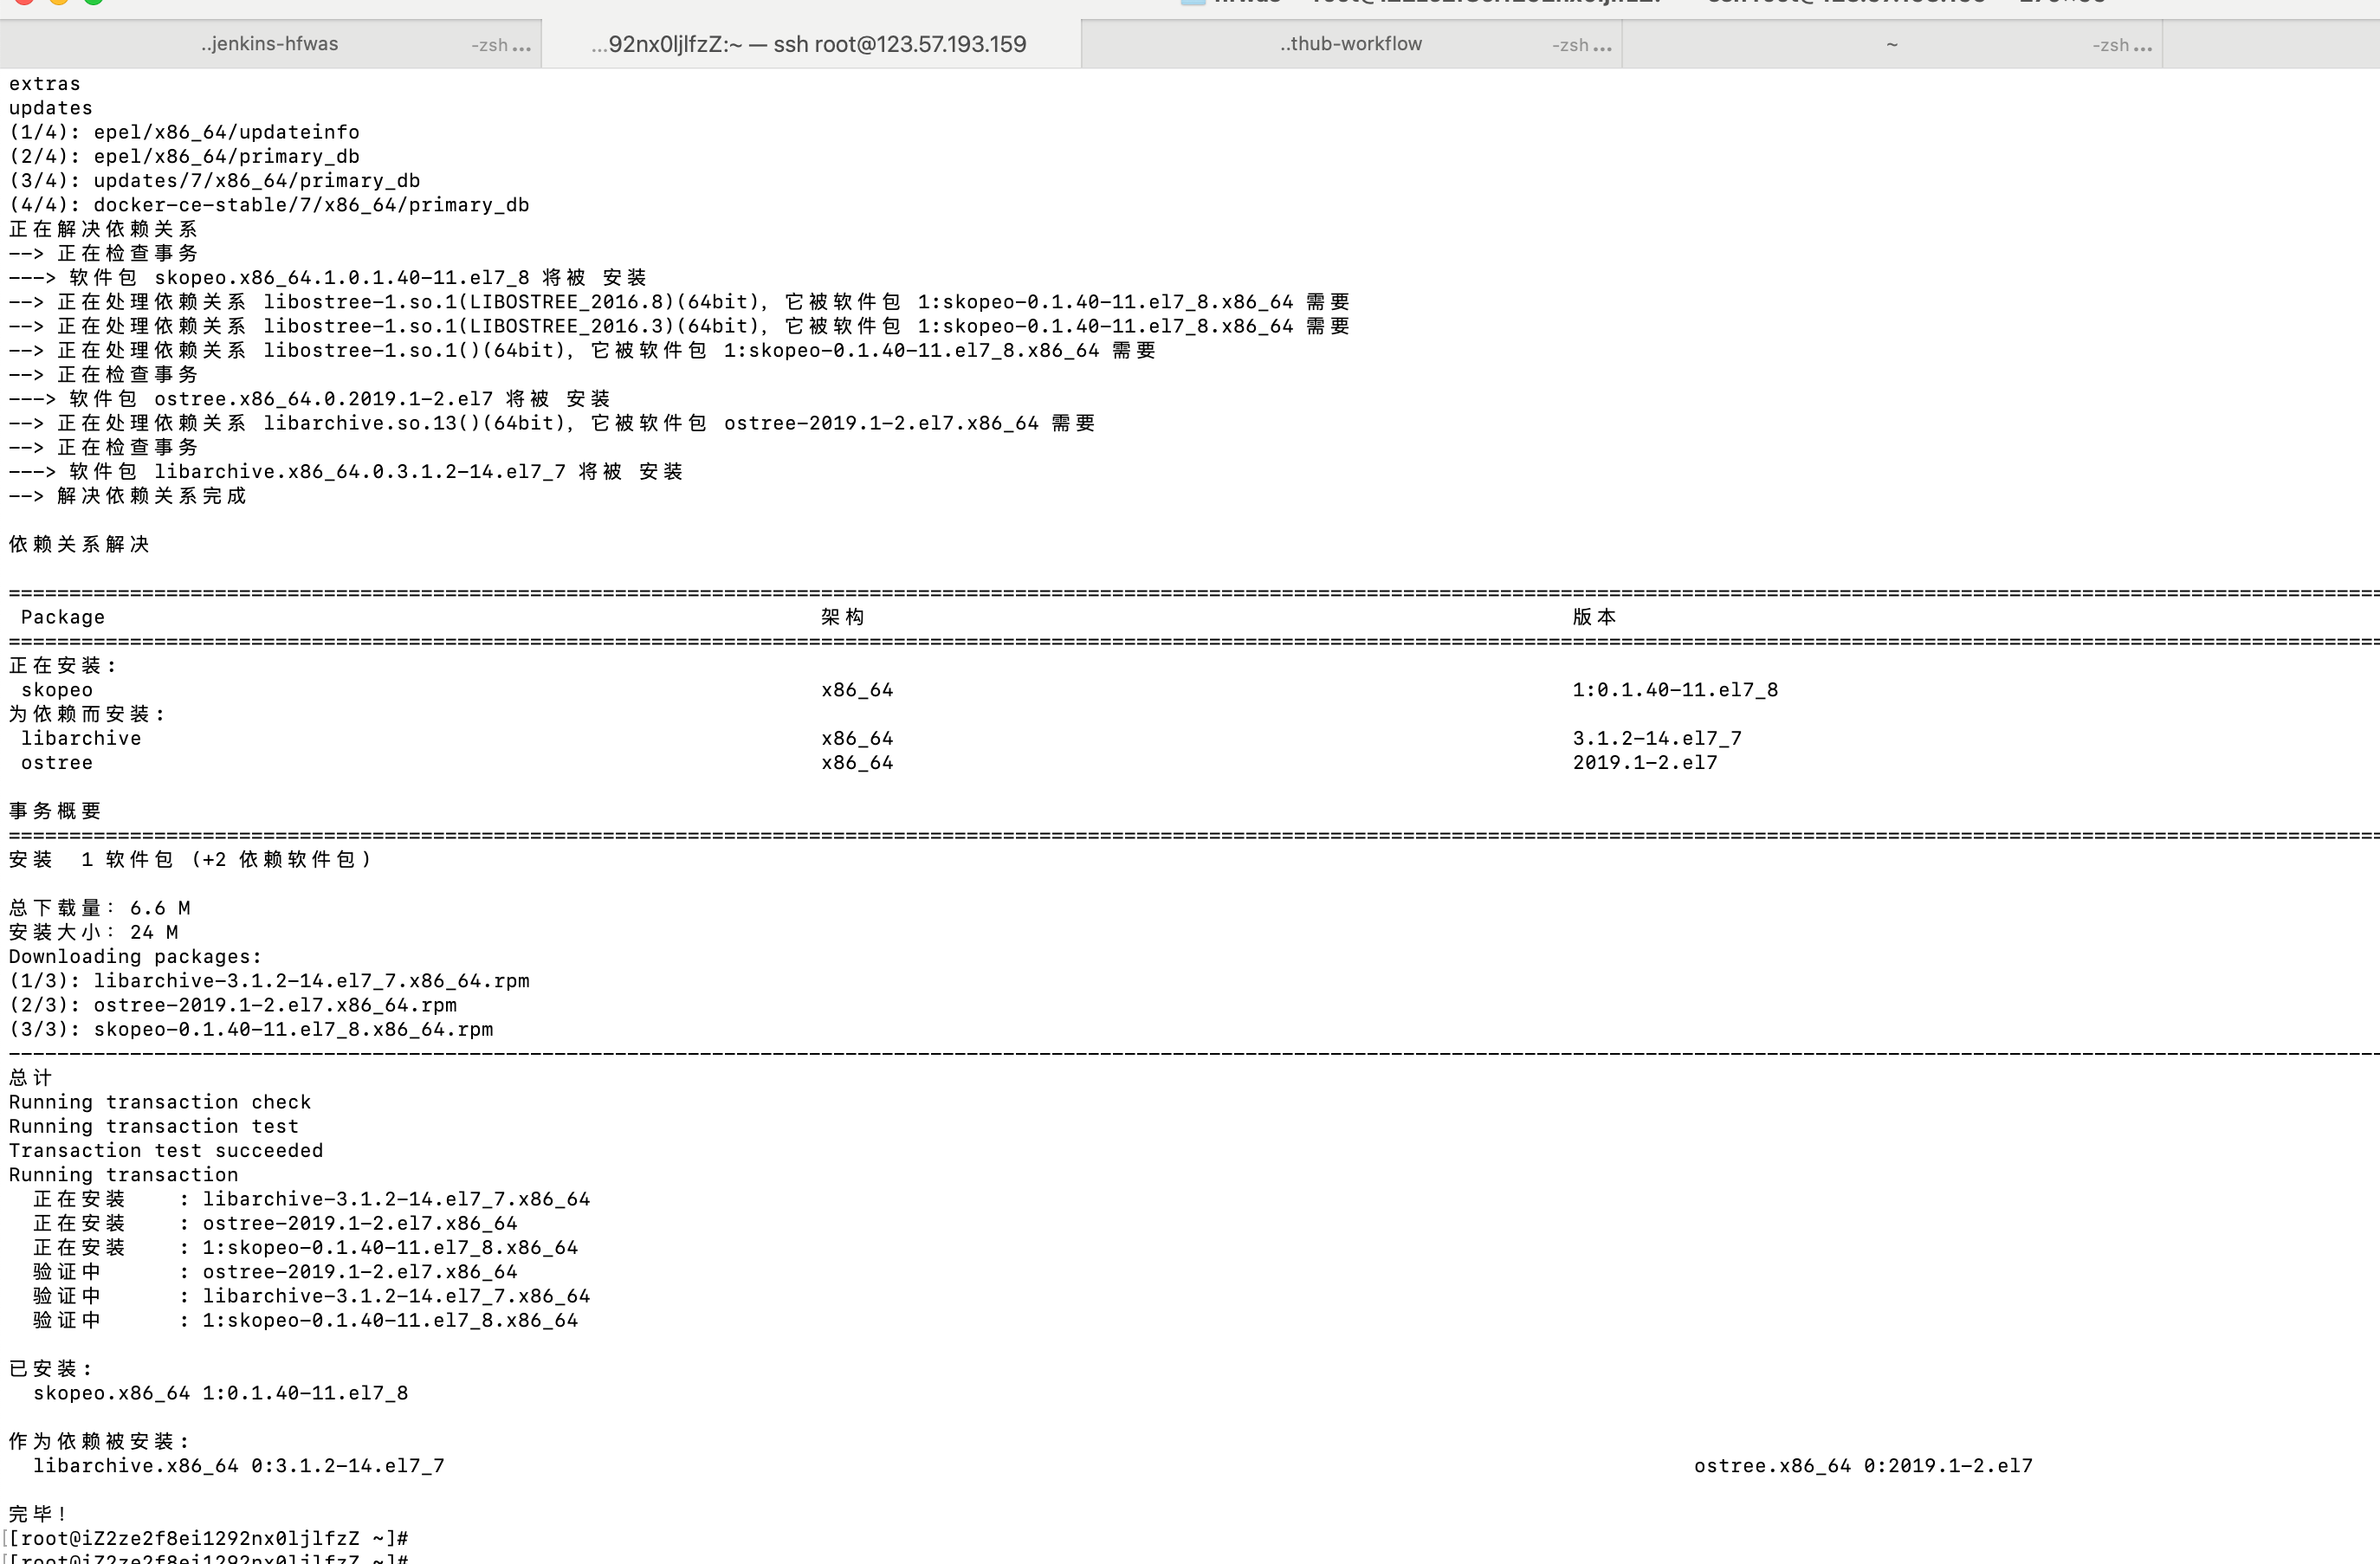 ..jenkins-hfwas
-zsh ...
...92nx0ljlfzZ:~ — ssh root@123.57.193.159
..thub-workflow
-zsh ...
~
-zsh ...
extras
updates
(1/4): epel/x86_64/updateinfo
(2/4): epel/x86_64/primary_db
(3/4): updates/7/x86_64/primary_db
(4/4): docker-ce-stable/7/x86_64/primary_db
正在解决依赖关系
--> 正在检查事务
---> 软件包 skopeo.x86_64.1.0.1.40-11.el7_8 将被 安装
--> 正在处理依赖关系 libostree-1.so.1(LIBOSTREE_2016.8)(64bit)，它被软件包 1:skopeo-0.1.40-11.el7_8.x86_64 需要
--> 正在处理依赖关系 libostree-1.so.1(LIBOSTREE_2016.3)(64bit)，它被软件包 1:skopeo-0.1.40-11.el7_8.x86_64 需要
--> 正在处理依赖关系 libostree-1.so.1()(64bit)，它被软件包 1:skopeo-0.1.40-11.el7_8.x86_64 需要
--> 正在检查事务
---> 软件包 ostree.x86_64.0.2019.1-2.el7 将被 安装
--> 正在处理依赖关系 libarchive.so.13()(64bit)，它被软件包 ostree-2019.1-2.el7.x86_64 需要
--> 正在检查事务
---> 软件包 libarchive.x86_64.0.3.1.2-14.el7_7 将被 安装
--> 解决依赖关系完成
依赖关系解决
Package 架构 版本
正在安装:
skopeo x86_64 1:0.1.40-11.el7_8
为依赖而安装:
libarchive x86_64 3.1.2-14.el7_7
ostree x86_64 2019.1-2.el7
事务概要
安装 1 软件包 (+2 依赖软件包)
总下载量：6.6 M
安装大小：24 M
Downloading packages:
(1/3): libarchive-3.1.2-14.el7_7.x86_64.rpm
(2/3): ostree-2019.1-2.el7.x86_64.rpm
(3/3): skopeo-0.1.40-11.el7_8.x86_64.rpm
总计
Running transaction check
Running transaction test
Transaction test succeeded
Running transaction
正在安装 : libarchive-3.1.2-14.el7_7.x86_64
正在安装 : ostree-2019.1-2.el7.x86_64
正在安装 : 1:skopeo-0.1.40-11.el7_8.x86_64
验证中 : ostree-2019.1-2.el7.x86_64
验证中 : libarchive-3.1.2-14.el7_7.x86_64
验证中 : 1:skopeo-0.1.40-11.el7_8.x86_64
已安装:
skopeo.x86_64 1:0.1.40-11.el7_8
作为依赖被安装:
libarchive.x86_64 0:3.1.2-14.el7_7 ostree.x86_64 0:2019.1-2.el7
完毕！
[[root@iZ2ze2f8ei1292nx0ljlfzZ ~]#
[[root@iZ2ze2f8ei1292nx0ljlfzZ ~]#